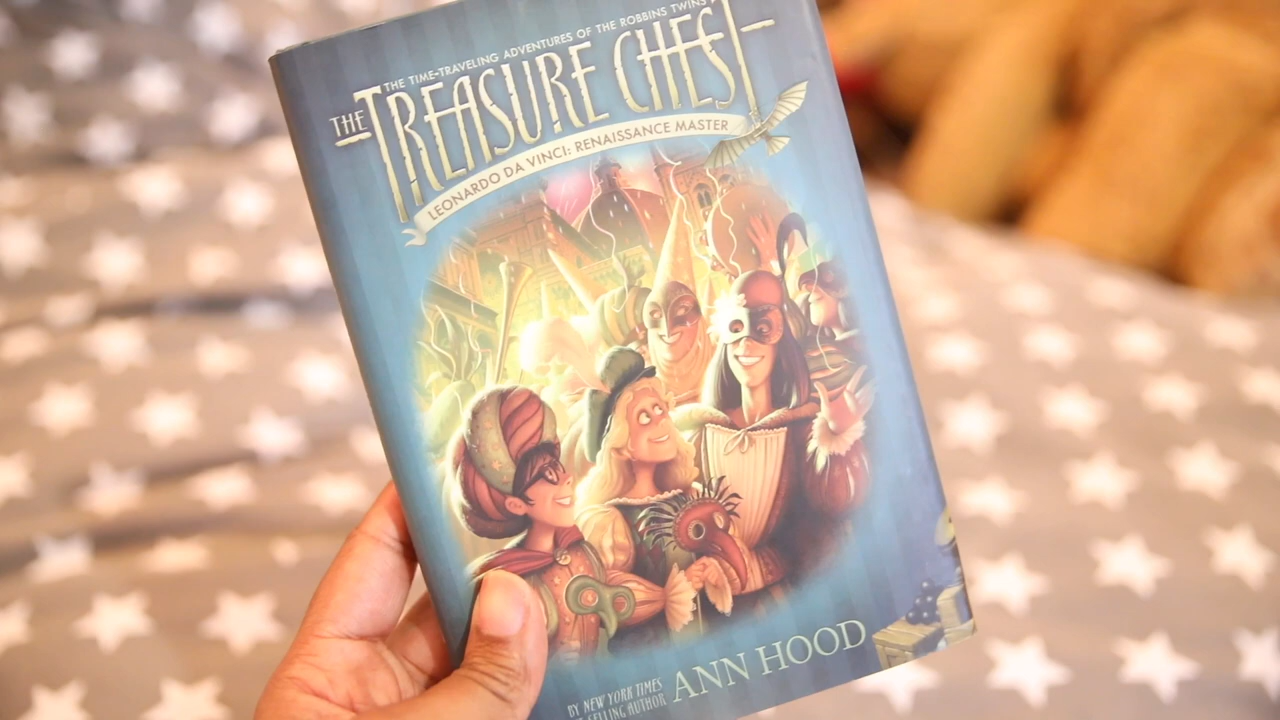 THE TIME-TRAVELING ADVENTURES OF THE ROBBINS TWINS
THE TREASURE CHEST
LEONARDO DA VINCI: RENAISSANCE MASTER
BY NEW YORK TIMES
SELLING AUTHOR
ANN HOOD